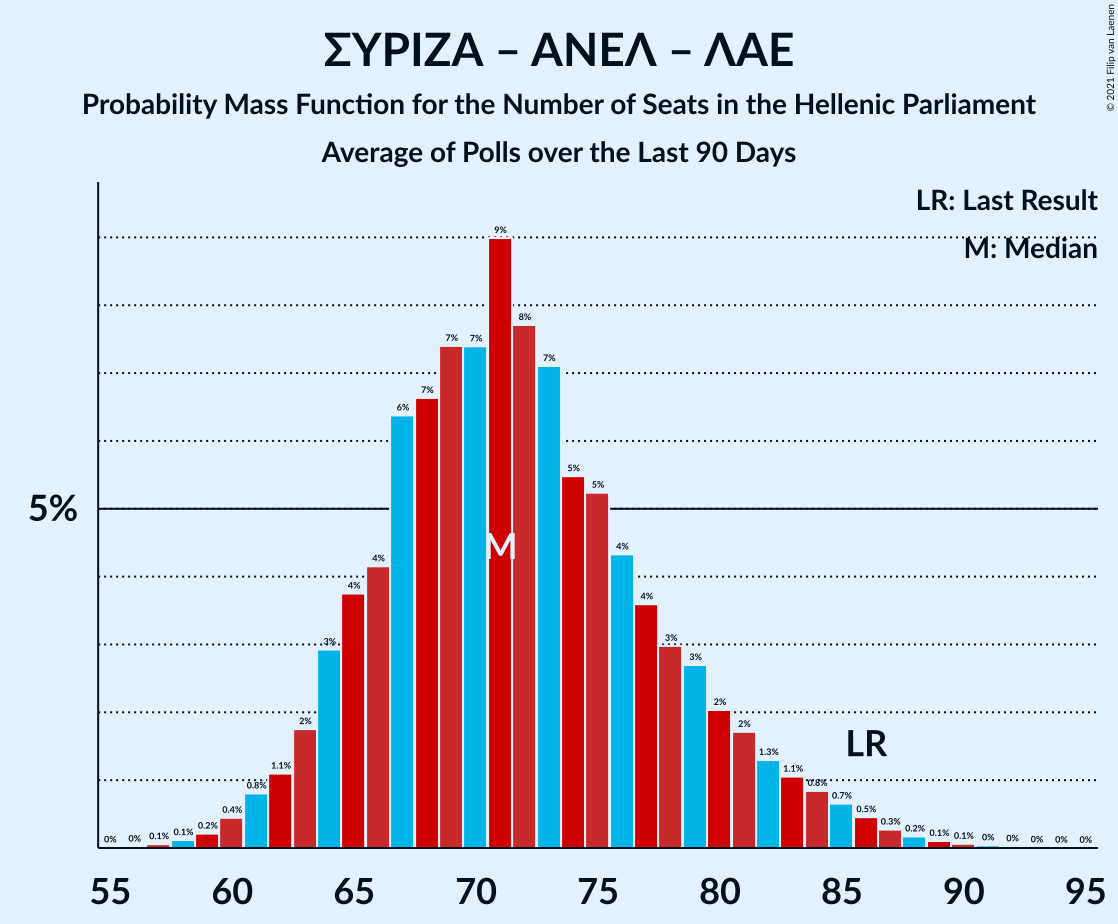 ΣΥΡΙΖΑ – ΑΝΕΛ – ΛΑΕ
Probability Mass Function for the Number of Seats in the Hellenic Parliament
Average of Polls over the Last 90 Days
© 2021 Filip van Laenen
LR: Last Result
M: Median
5%
0% 0% 0.1% 0.1% 0.2% 0.4% 0.8% 1.1% 2% 3% 4% 4% 6% 7% 7% 7% 9% 8% 7% 5% 5% 4% 4% 3% 3% 2% 2% 1.3% 1.1% 0.8% 0.7% 0.5% 0.3% 0.2% 0.1% 0.1% 0% 0% 0% 0% 0%
M
LR
55 60 65 70 75 80 85 90 95